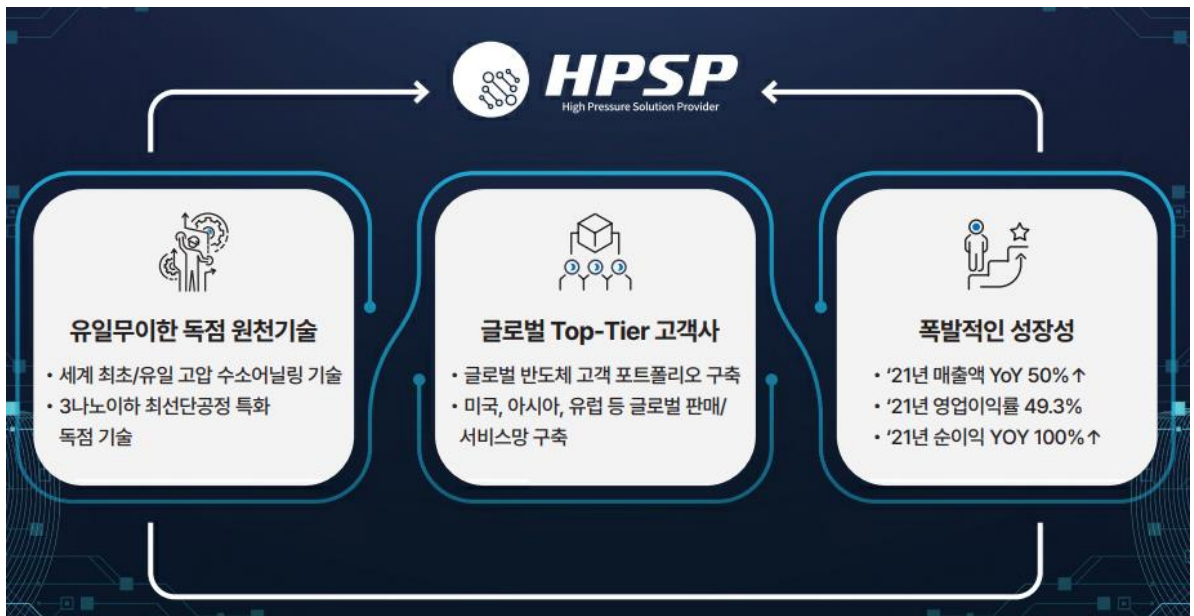 HPSP
High Pressure Solution Provider
유일무이한 독점 원천기술
• 세계 최초/유일 고압 수소어닐링 기술
• 3나노이하 최선단공정 특화
독점 기술
글로벌 Top-Tier 고객사
• 글로벌 반도체 고객 포트폴리오 구축
• 미국, 아시아, 유럽 등 글로벌 판매/
서비스망 구축
폭발적인 성장성
• ‘21년 매출액 YoY 50%↑
• ‘21년 영업이익률 49.3%
• ‘21년 순이익 YOY 100%↑